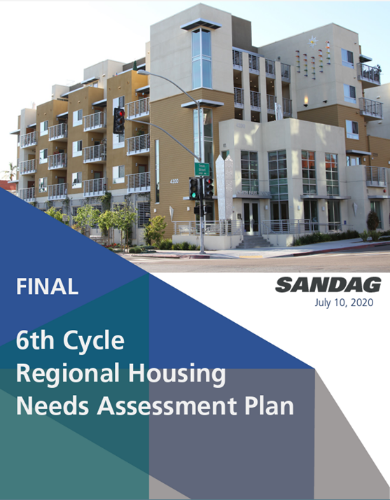 FINAL
SANDAG
July 10, 2020
6th Cycle
Regional Housing
Needs Assessment Plan